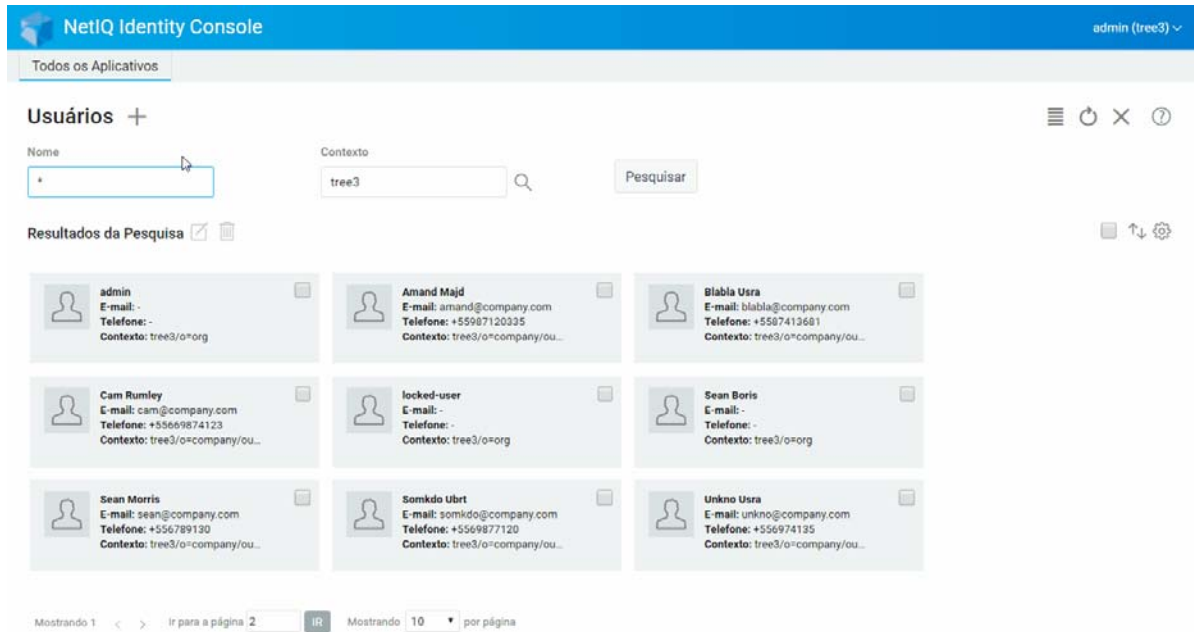 NetIQ Identity Console
admin (tree3)
Todos os Aplicativos
Usuários
Nome
Contexto
*
tree3
Pesquisar
Resultados da Pesquisa
admin
E-mail: -
Telefone: -
Contexto: tree3/o=org
Amand Majd
E-mail: amand@company.com
Telefone: +55987120335
Contexto: tree3/o=company/ou...
Blabla Usra
E-mail: blabla@company.com
Telefone: +5587413681
Contexto: tree3/o=company/ou...
Cam Rumley
E-mail: cam@company.com
Telefone: +55669874123
Contexto: tree3/o=company/ou...
locked-user
E-mail: -
Telefone: -
Contexto: tree3/o=org
Sean Boris
E-mail: -
Telefone: -
Contexto: tree3/o=org
Sean Morris
E-mail: sean@company.com
Telefone: +556789130
Contexto: tree3/o=company/ou...
Somkdo Ubrt
E-mail: somkdo@company.com
Telefone: +5569877120
Contexto: tree3/o=company/ou...
Unkno Usra
E-mail: unkno@company.com
Telefone: +556974135
Contexto: tree3/o=company/ou...
Mostrando 1 < > Ir para a página 2 IR Mostrando 10 por página